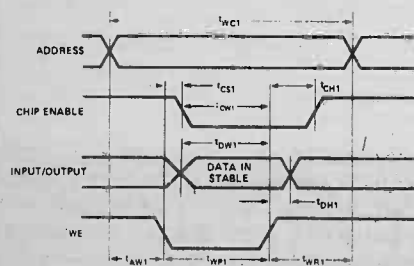 tWC1
ADDRESS
tCS1
tCH1
CHIP ENABLE
tCW1
tDW1
INPUT/OUTPUT
DATA IN
STABLE
tDH1
WE
tAW1
tWP1
tWR1